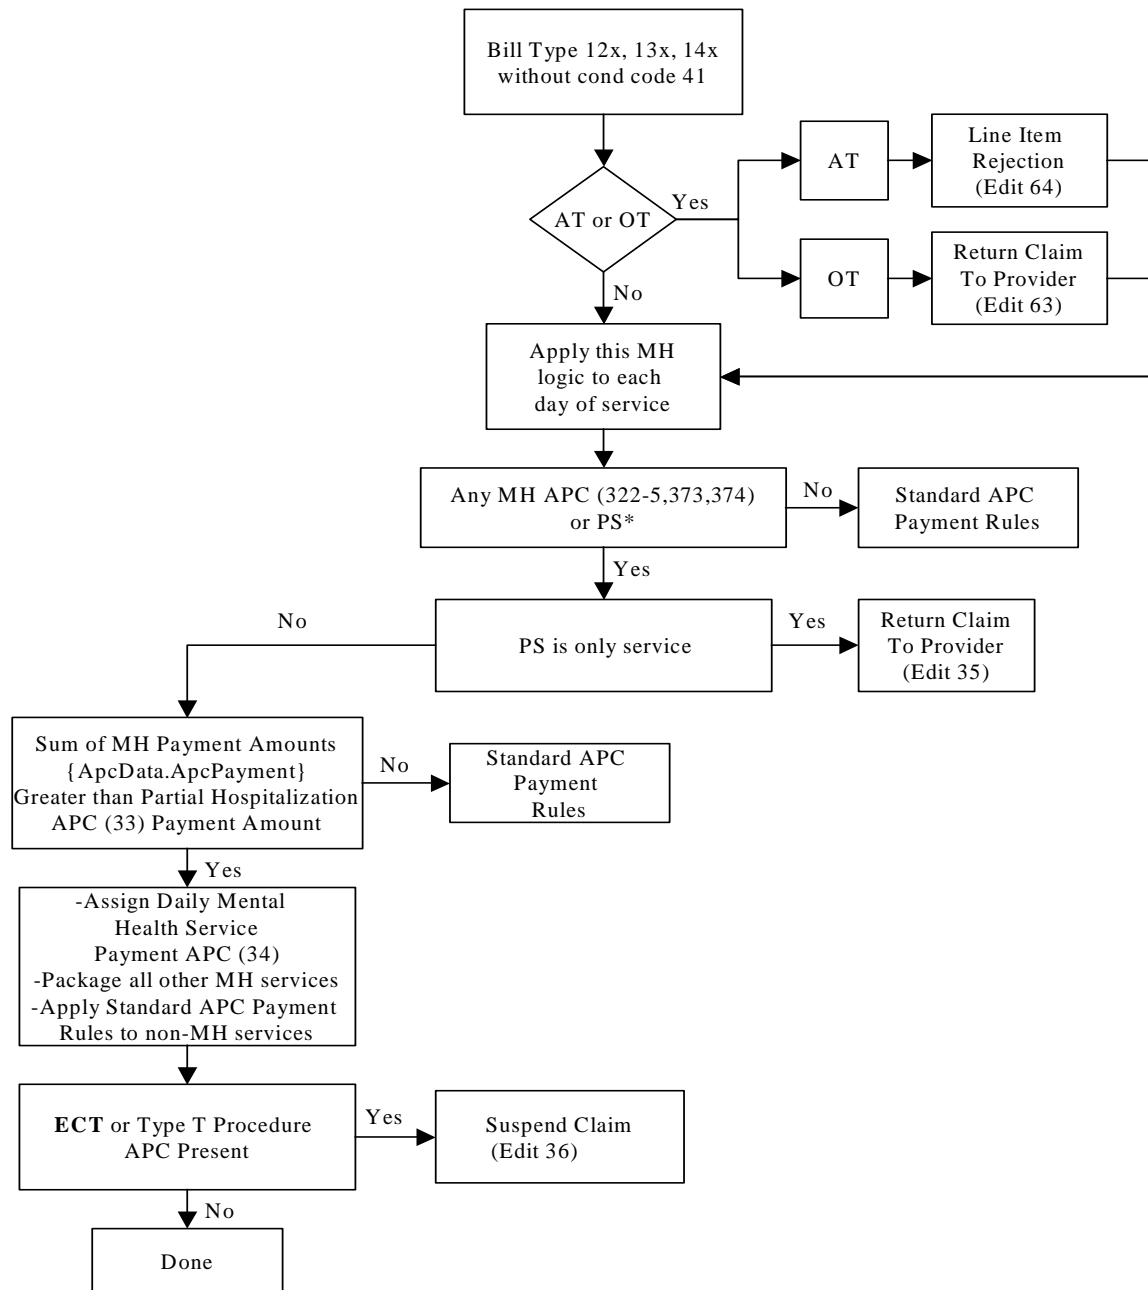 Bill Type 12x, 13x, 14x
without cond code 41
AT or OT
Yes
AT
Line Item
Rejection
(Edit 64)
OT
Return Claim
To Provider
(Edit 63)
No
Apply this MH
logic to each
day of service
Any MH APC (322-5,373,374)
or PS*
No
Standard APC
Payment Rules
Yes
PS is only service
Yes
Return Claim
To Provider
(Edit 35)
No
Sum of MH Payment Amounts
{ApcData.ApcPayment}
Greater than Partial Hospitalization
APC (33) Payment Amount
No
Standard APC
Payment
Rules
Yes
-Assign Daily Mental
Health Service
Payment APC (34)
-Package all other MH services
-Apply Standard APC Payment
Rules to non-MH services
ECT or Type T Procedure
APC Present
Yes
Suspend Claim
(Edit 36)
No
Done